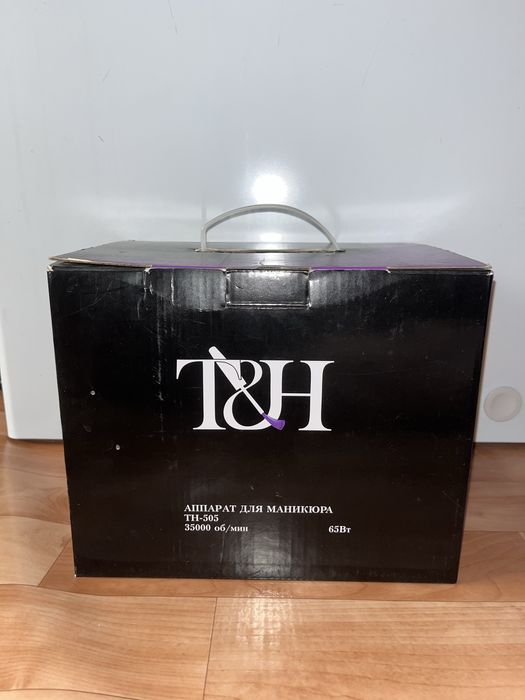 T&H
АППАРАТ ДЛЯ МАНИКЮРА
TH-505
35000 об/мин 65Вт